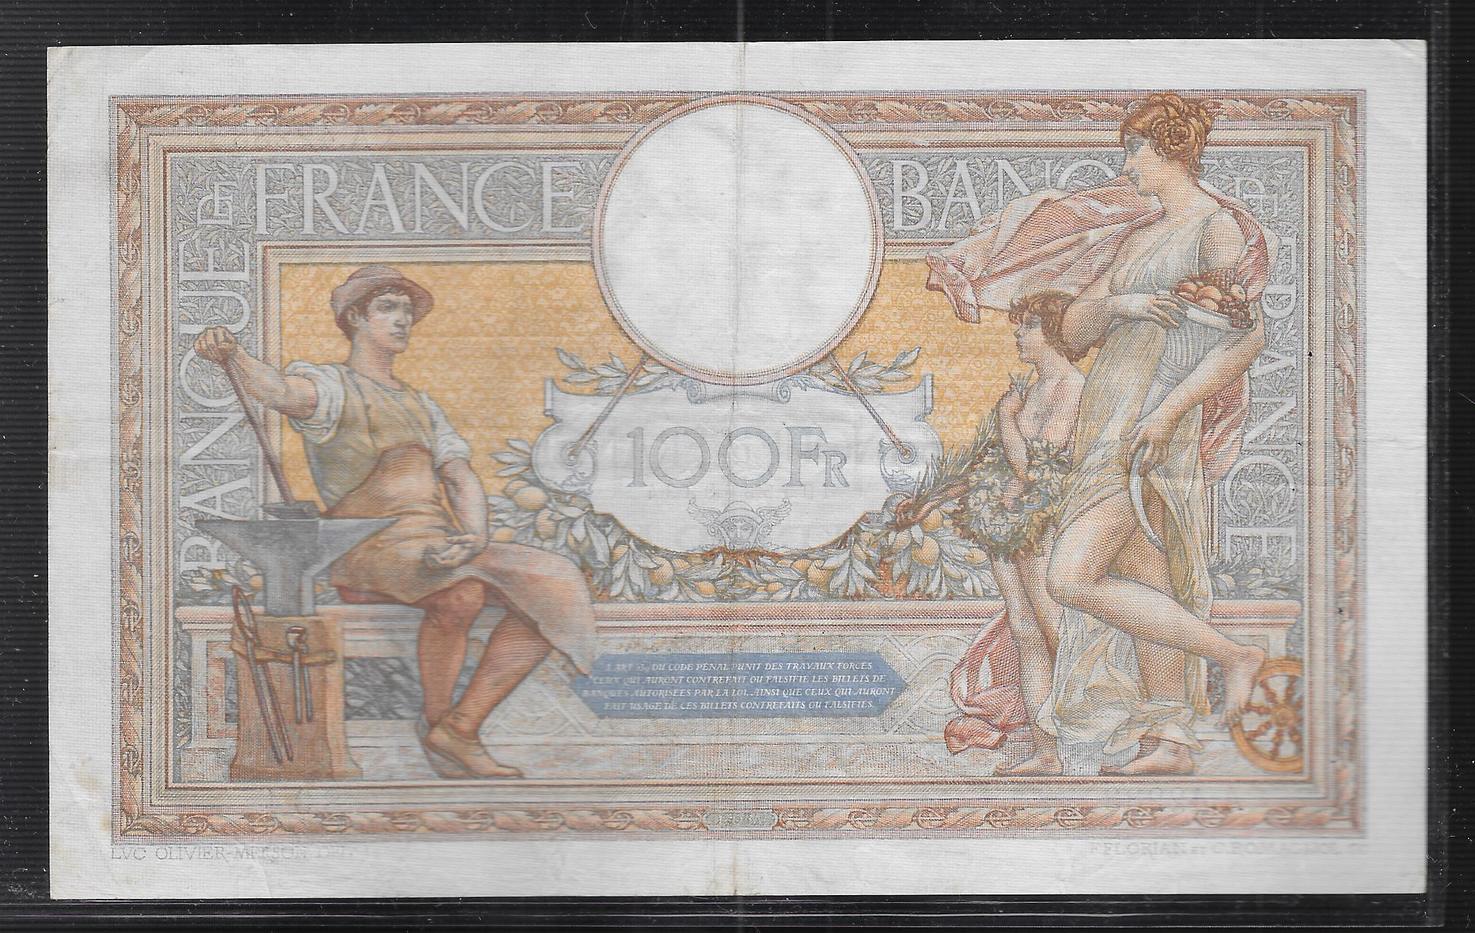 BANQUE DE FRANCE
BANQUE DE FRANCE
100 FR
L'ART. 139 DU CODE PÉNAL PUNIT DES TRAVAUX FORCÉS
CEUX QUI AURONT CONTREFAIT OU FALSIFIÉ LES BILLETS DE
BANQUES AUTORISÉES PAR LA LOI. AINSI QUE CEUX QUI AURONT
FAIT USAGE DE CES BILLETS CONTREFAITS OU FALSIFIÉS.
LVC OLIVIER-MERSON